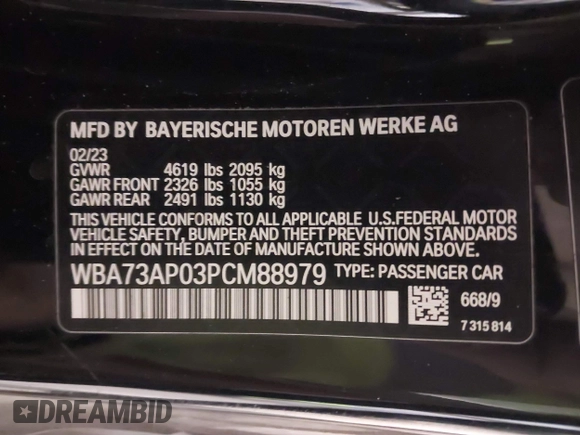 MFD BY BAYERISCHE MOTOREN WERKE AG
02/23
GVWR 4619 lbs 2095 kg
GAWR FRONT 2326 lbs 1055 kg
GAWR REAR 2491 lbs 1130 kg
THIS VEHICLE CONFORMS TO ALL APPLICABLE U.S.FEDERAL MOTOR
VEHICLE SAFETY, BUMPER AND THEFT PREVENTION STANDARDS
IN EFFECT ON THE DATE OF MANUFACTURE SHOWN ABOVE.
WBA73AP03PCM88979 TYPE: PASSENGER CAR
668/9
7 315 814
DREAMBID